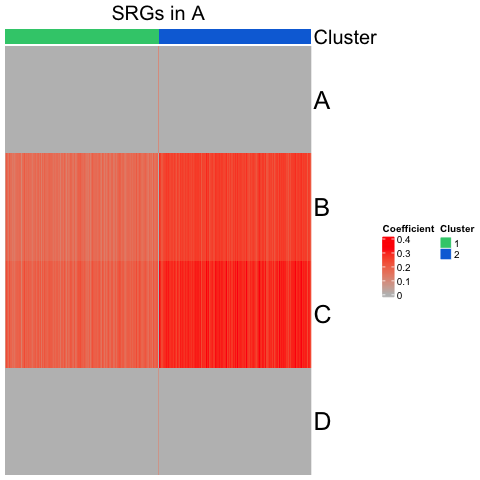 SRGs in A
Cluster
A
B
C
D
Coefficient
0.4
0.3
0.2
0.1
0
Cluster
1
2